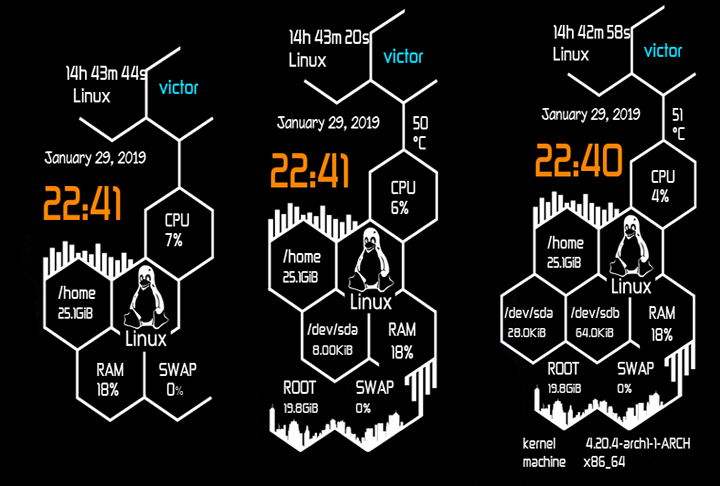 14h 43m 44s
Linux
victor
January 29, 2019
22:41
CPU
7%
/home
25.1GiB
Linux
RAM
18%
SWAP
0%
14h 43m 20s
Linux
victor
January 29, 2019
50
°C
22:41
CPU
6%
/home
25.1GiB
Linux
/dev/sda
8.00KiB
RAM
18%
ROOT
19.8GiB
SWAP
0%
14h 42m 58s
Linux
victor
January 29, 2019
51
°C
22:40
CPU
4%
/home
25.1GiB
Linux
/dev/sda
28.0KiB
/dev/sdb
64.0KiB
RAM
18%
ROOT
19.8GiB
SWAP
0%
kernel 4.20.4-arch1-1-ARCH
machine x86_64